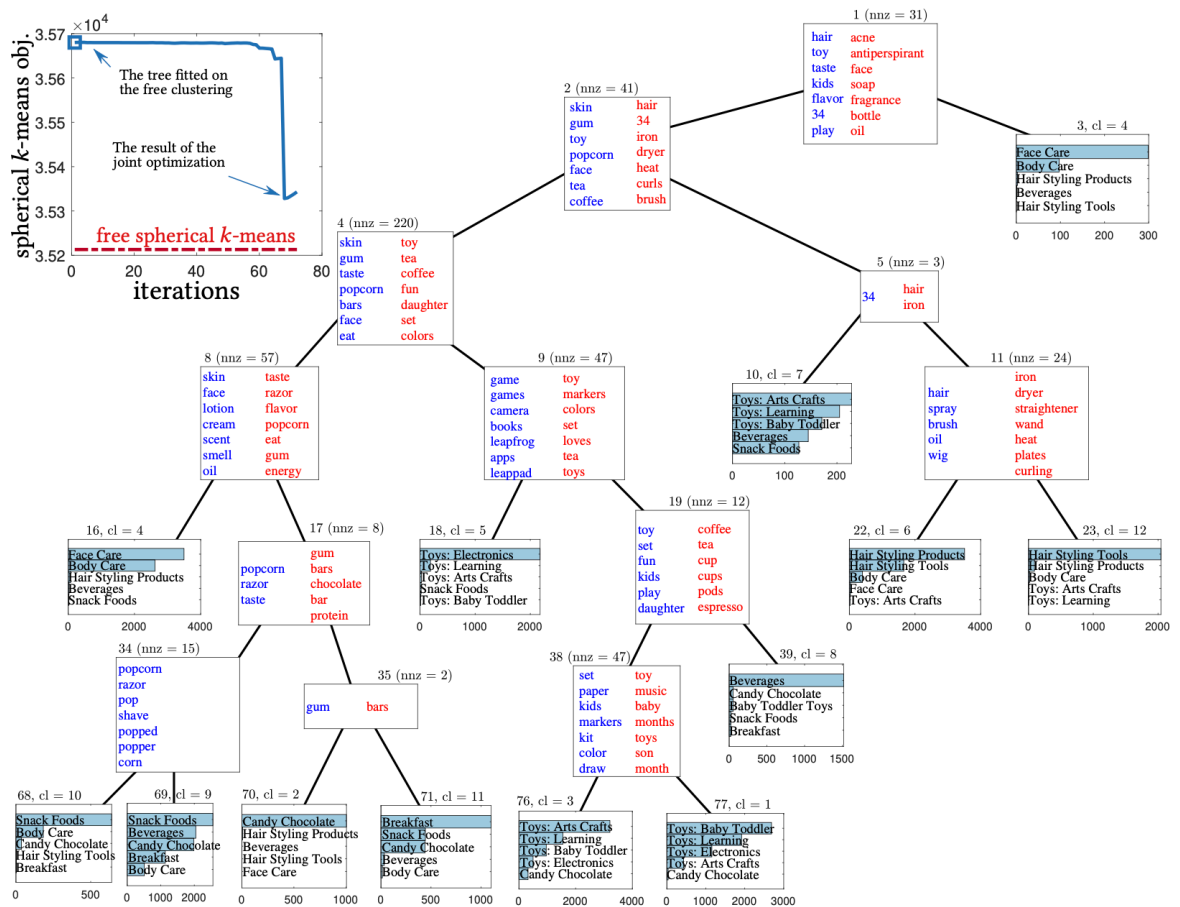 ×10⁴
3.57
3.56
3.55
3.54
3.53
3.52
spherical k-means obj.
The tree fitted on
the free clustering
The result of the
joint optimization
free spherical k-means
0 20 40 60 80
iterations
1 (nnz = 31)
hair acne
toy antiperspirant
taste face
kids soap
flavor fragrance
34 bottle
play oil
2 (nnz = 41)
skin hair
gum 34
toy iron
popcorn dryer
face heat
tea curls
coffee brush
3, cl = 4
Face Care
Body Care
Hair Styling Products
Beverages
Hair Styling Tools
0 100 200 300
4 (nnz = 220)
skin toy
gum tea
taste coffee
popcorn fun
bars daughter
face set
eat colors
5 (nnz = 3)
34 hair
iron
8 (nnz = 57)
skin taste
face razor
lotion flavor
cream popcorn
scent eat
smell gum
oil energy
9 (nnz = 47)
game toy
games markers
camera colors
books set
leapfrog loves
apps tea
leappad toys
10, cl = 7
Toys: Arts Crafts
Toys: Learning
Toys: Baby Toddler
Beverages
Snack Foods
0 100 200
11 (nnz = 24)
iron
hair dryer
spray straightener
brush wand
oil heat
wig plates
curling
16, cl = 4
Face Care
Body Care
Hair Styling Products
Beverages
Snack Foods
0 2000 4000
17 (nnz = 8)
gum
popcorn bars
razor chocolate
taste bar
protein
18, cl = 5
Toys: Electronics
Toys: Learning
Toys: Arts Crafts
Snack Foods
Toys: Baby Toddler
0 1000 2000
19 (nnz = 12)
toy coffee
set tea
fun cup
kids cups
play pods
daughter espresso
22, cl = 6
Hair Styling Products
Hair Styling Tools
Body Care
Face Care
Toys: Arts Crafts
0 2000 4000
23, cl = 12
Hair Styling Tools
Hair Styling Products
Body Care
Toys: Arts Crafts
Toys: Learning
0 1000 2000
34 (nnz = 15)
popcorn
razor
pop
shave
popped
popper
corn
35 (nnz = 2)
gum bars
38 (nnz = 47)
set toy
paper music
kids baby
markers months
kit toys
color son
draw month
39, cl = 8
Beverages
Candy Chocolate
Baby Toddler Toys
Snack Foods
Breakfast
0 500 1000 1500
68, cl = 10
Snack Foods
Body Care
Candy Chocolate
Hair Styling Tools
Breakfast
0 500
69, cl = 9
Snack Foods
Beverages
Candy Chocolate
Breakfast
Body Care
0 1000 2000
70, cl = 2
Candy Chocolate
Hair Styling Products
Beverages
Hair Styling Tools
Face Care
0 500 1000
71, cl = 11
Breakfast
Snack Foods
Candy Chocolate
Beverages
Body Care
0 500 1000
76, cl = 3
Toys: Arts Crafts
Toys: Learning
Toys: Baby Toddler
Toys: Electronics
Candy Chocolate
0 2000 4000
77, cl = 1
Toys: Baby Toddler
Toys: Learning
Toys: Electronics
Toys: Arts Crafts
Candy Chocolate
0 1000 2000 3000